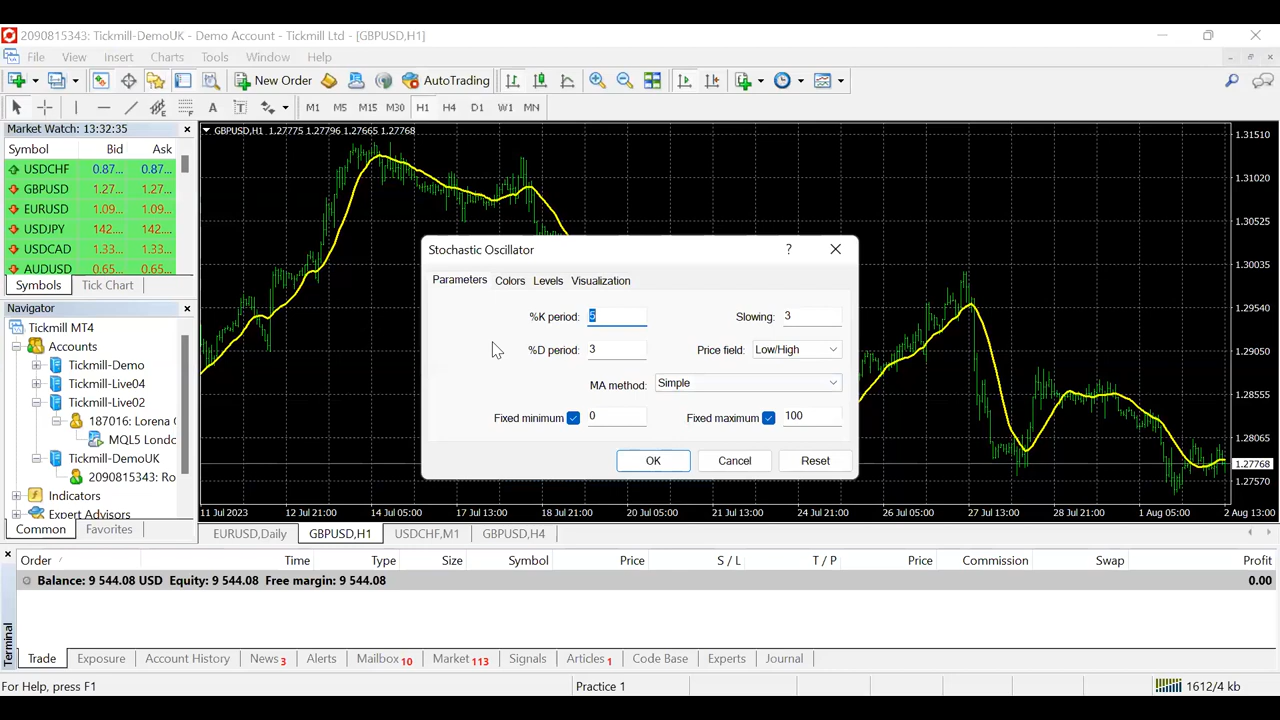 2090815343: Tickmill-DemoUK - Demo Account - Tickmill Ltd - [GBPUSD,H1]
File View Insert Charts Tools Window Help
New Order AutoTrading
A T M1 M5 M15 M30 H1 H4 D1 W1 MN
Market Watch: 13:32:35
Symbol Bid Ask
USDCHF 0.87... 0.87...
GBPUSD 1.27... 1.27...
EURUSD 1.09... 1.09...
USDJPY 142.... 142....
USDCAD 1.33... 1.33...
AUDUSD 0.65... 0.65...
Symbols Tick Chart
Navigator
Tickmill MT4
Accounts
Tickmill-Demo
Tickmill-Live04
Tickmill-Live02
187016: Lorena
MQL5 Londc
Tickmill-DemoUK
2090815343: Ro
Indicators
Expert Advisors
Common Favorites
GBPUSD,H1 1.27775 1.27796 1.27665 1.27768
1.31510
1.31020
1.30525
1.30035
1.29540
1.29050
1.28555
1.28065
1.27768
1.27570
11 Jul 2023 12 Jul 21:00 14 Jul 05:00 17 Jul 13:00 18 Jul 21:00 20 Jul 05:00 21 Jul 13:00 24 Jul 21:00 26 Jul 05:00 27 Jul 13:00 28 Jul 21:00 1 Aug 05:00 2 Aug 13:00
Stochastic Oscillator ?
Parameters Colors Levels Visualization
%K period: 5 Slowing: 3
%D period: 3 Price field: Low/High
MA method: Simple
Fixed minimum 0 Fixed maximum 100
OK Cancel Reset
EURUSD,Daily GBPUSD,H1 USDCHF,M1 GBPUSD,H4
Terminal
Order Time Type Size Symbol Price S / L T / P Price Commission Swap Profit
Balance: 9 544.08 USD Equity: 9 544.08 Free margin: 9 544.08 0.00
Trade Exposure Account History News 3 Alerts Mailbox 10 Market 113 Signals Articles 1 Code Base Experts Journal
For Help, press F1 Practice 1 1612/4 kb